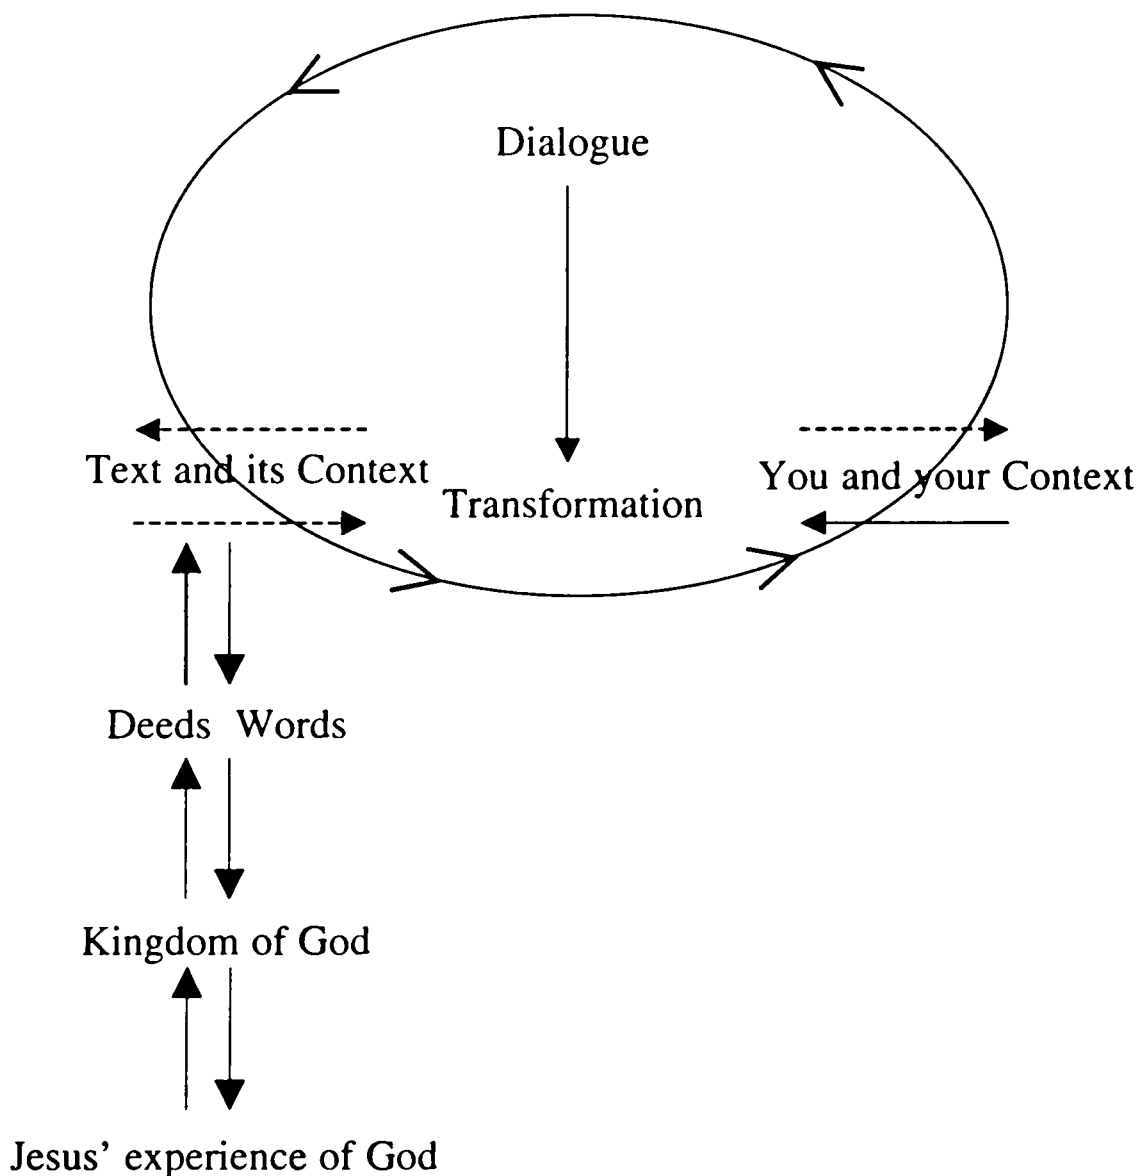 Dialogue
Text and its Context
You and your Context
Transformation
Deeds Words
Kingdom of God
Jesus’ experience of God